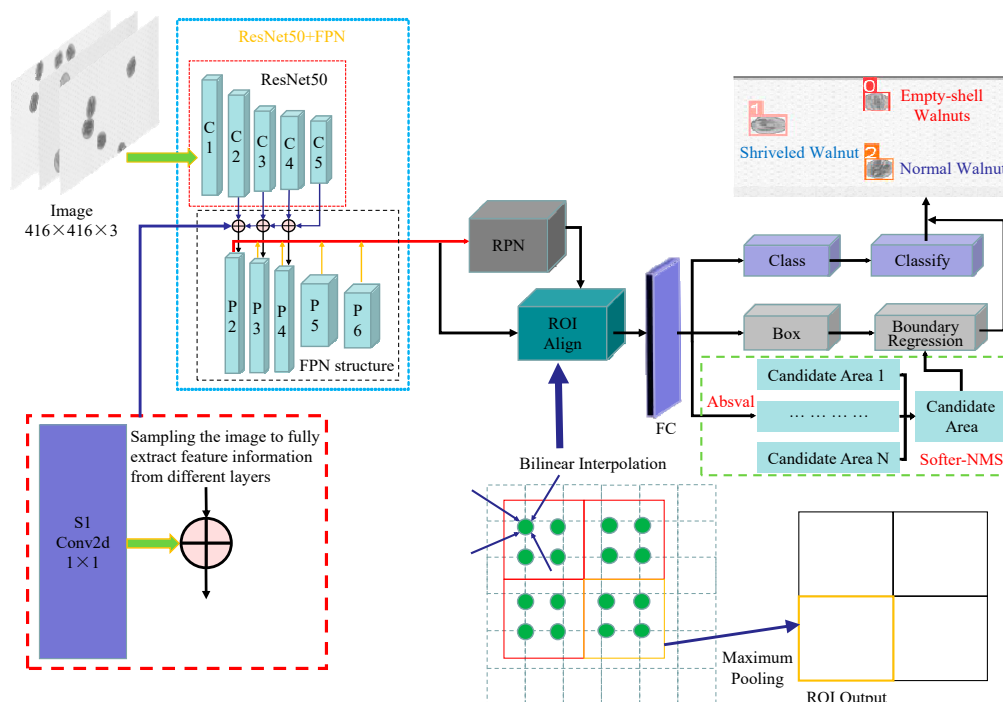 ResNet50+FPN
ResNet50
C
1
C
2
C
3
C
4
C
5
Image
416×416×3
P
2
P
3
P
4
P
5
P
6
FPN structure
RPN
ROI
Align
FC
0
Empty-shell
Walnuts
1
Shriveled Walnut
2
Normal Walnut
Class
Classify
Box
Boundary
Regression
Absval
Candidate Area 1
… … … …
Candidate Area N
Candidate
Area
Softer-NMS
Sampling the image to fully
extract feature information
from different layers
S1
Conv2d
1×1
Bilinear Interpolation
Maximum
Pooling
ROI Output